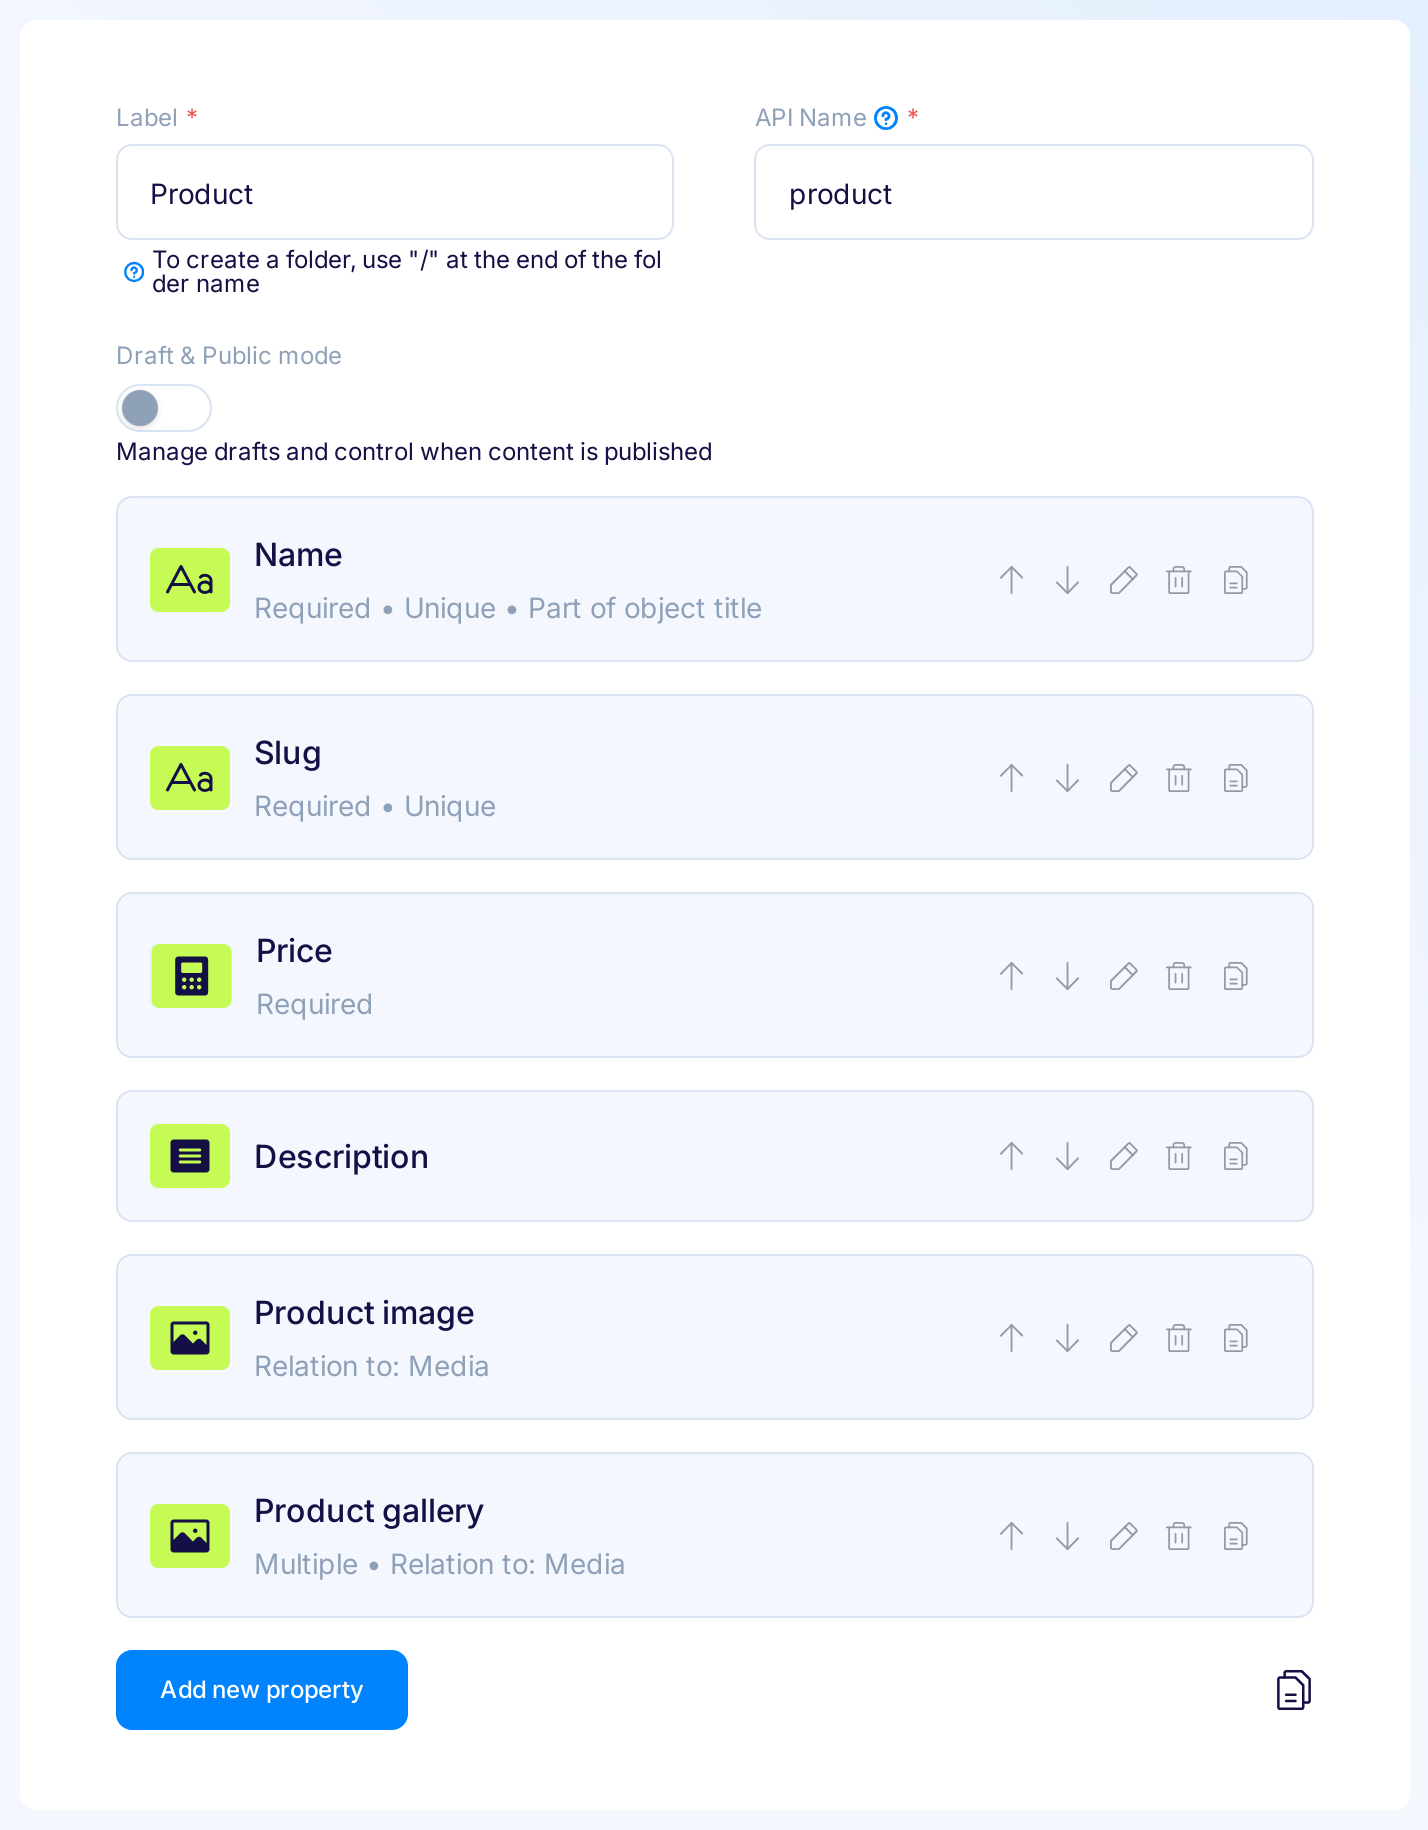 Label *
API Name *
Product
product
To create a folder, use "/" at the end of the fol
der name
Draft & Public mode
Manage drafts and control when content is published
Aa
Name
Required • Unique • Part of object title
Aa
Slug
Required • Unique
Price
Required
Description
Product image
Relation to: Media
Product gallery
Multiple • Relation to: Media
Add new property